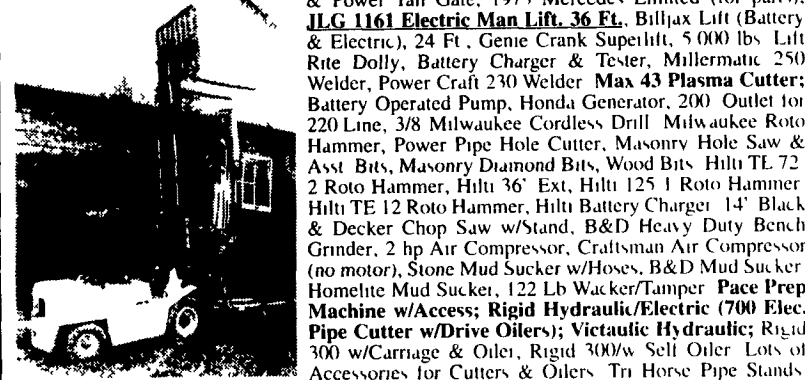 & Power Tail Gate, 1975 Mercedes Limited (for parts),
JLG 1161 Electric Man Lift, 36 Ft., Biljax Lift (Battery
& Electric), 24 Ft , Genie Crank Superlift, 5 000 lbs Lift
Rite Dolly, Battery Charger & Tester, Millermatic 250
Welder, Power Craft 230 Welder Max 43 Plasma Cutter;
Battery Operated Pump, Honda Generator, 200 Outlet for
220 Line, 3/8 Milwaukee Cordless Drill Milwaukee Roto
Hammer, Power Pipe Hole Cutter, Masonry Hole Saw &
Asst Bits, Masonry Diamond Bits, Wood Bits Hilti TE 72
2 Roto Hammer, Hilti 36' Ext, Hilti 125 1 Roto Hammer
Hilti TE 12 Roto Hammer, Hilti Battery Charger 14' Black
& Decker Chop Saw w/Stand, B&D Heavy Duty Bench
Grinder, 2 hp Air Compressor, Craftsman Air Compressor
(no motor), Stone Mud Sucker w/Hoses, B&D Mud Sucker
Homelite Mud Sucker, 122 Lb Wacker/Tamper Pace Prep
Machine w/Access; Rigid Hydraulic/Electric (700 Elec.
Pipe Cutter w/Drive Oilers); Victaulic Hydraulic; Rigid
300 w/Carriage & Oiler, Rigid 300/w Self Oiler Lots of
Accessories for Cutters & Oilers Tri Horse Pipe Stands